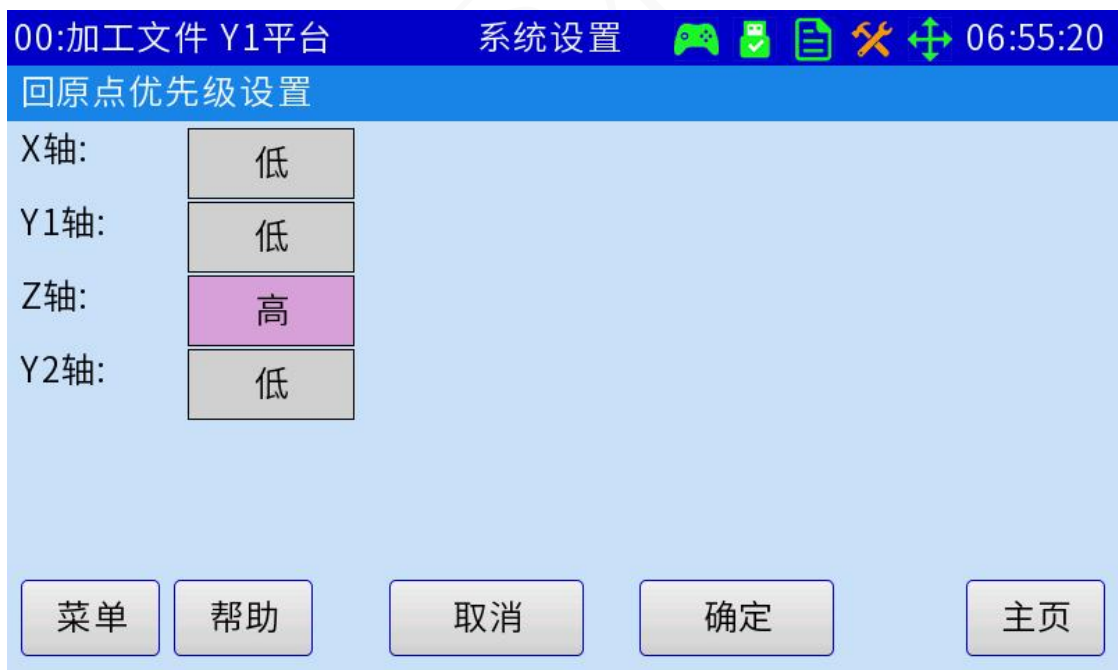 00:加工文件 Y1平台 系统设置 06:55:20
回原点优先级设置
X轴: 低
Y1轴: 低
Z轴: 高
Y2轴: 低
菜单 帮助 取消 确定 主页